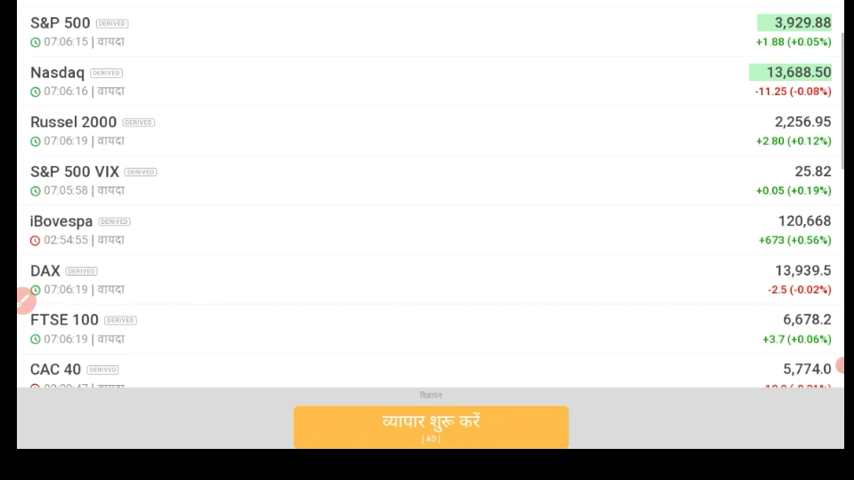 S&P 500 DERIVED 3,929.88
07:06:15 | वायदा +1.88 (+0.05%)
Nasdaq DERIVED 13,688.50
07:06:16 | वायदा -11.25 (-0.08%)
Russel 2000 DERIVED 2,256.95
07:06:19 | वायदा +2.80 (+0.12%)
S&P 500 VIX DERIVED 25.82
07:05:58 | वायदा +0.05 (+0.19%)
iBovespa DERIVED 120,668
02:54:55 | वायदा +673 (+0.56%)
DAX DERIVED 13,939.5
07:06:19 | वायदा -2.5 (-0.02%)
FTSE 100 DERIVED 6,678.2
07:06:19 | वायदा +3.7 (+0.06%)
CAC 40 DERIVED 5,774.0
विज्ञापन
व्यापार शुरू करें
| AD |